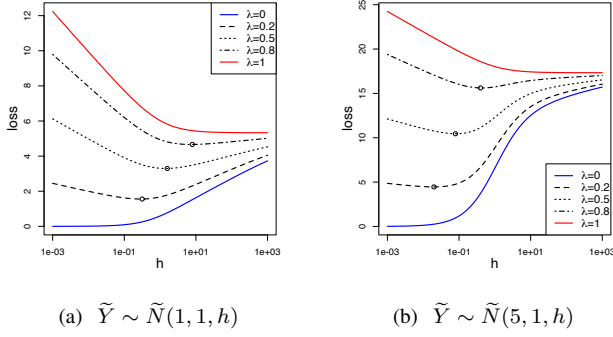 12
10
8
6
4
2
0
loss
1e-03
1e-01
1e+01
1e+03
h
λ=0
λ=0.2
λ=0.5
λ=0.8
λ=1
25
20
15
10
5
0
loss
1e-03
1e-01
1e+01
1e+03
h
λ=0
λ=0.2
λ=0.5
λ=0.8
λ=1
(a) Ỹ ∼ Ñ(1, 1, h)
(b) Ỹ ∼ Ñ(5, 1, h)